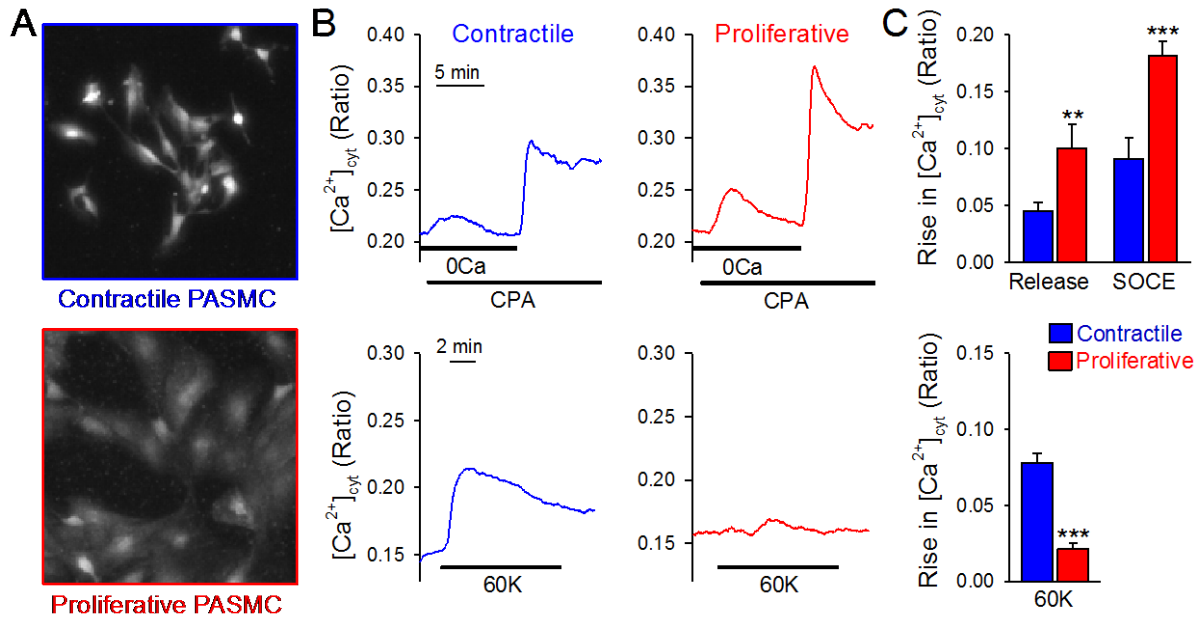 A
Contractile PASMC
Proliferative PASMC
B
Contractile
Proliferative
[Ca²⁺]cyt (Ratio)
0.40
0.35
0.30
0.25
0.20
5 min
0Ca
CPA
0.40
0.35
0.30
0.25
0.20
0Ca
CPA
[Ca²⁺]cyt (Ratio)
0.30
0.25
0.20
0.15
2 min
60K
0.30
0.25
0.20
0.15
60K
C
Rise in [Ca²⁺]cyt (Ratio)
0.20
0.15
0.10
0.05
0.00
**
***
Release
SOCE
Contractile
Proliferative
Rise in [Ca²⁺]cyt (Ratio)
0.15
0.10
0.05
0.00
***
60K